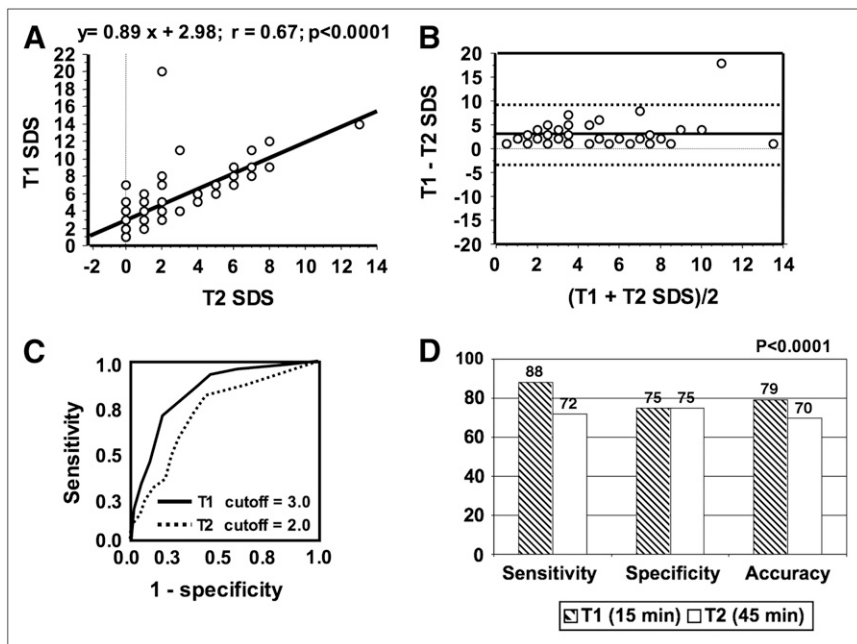 A
y= 0.89 x + 2.98; r = 0.67; p<0.0001
T1 SDS
22
20
18
16
14
12
10
8
6
4
2
0
-2 0 2 4 6 8 10 12 14
T2 SDS
B
T1 - T2 SDS
20
15
10
5
0
-5
-10
-15
-20
0 2 4 6 8 10 12 14
(T1 + T2 SDS)/2
C
Sensitivity
1.0
0.8
0.5
0.3
0.0
T1 cutoff = 3.0
T2 cutoff = 2.0
0.0 0.3 0.5 0.8 1.0
1 - specificity
D
P<0.0001
100
80
60
40
20
0
88 72 75 75 79 70
Sensitivity Specificity Accuracy
T1 (15 min) T2 (45 min)